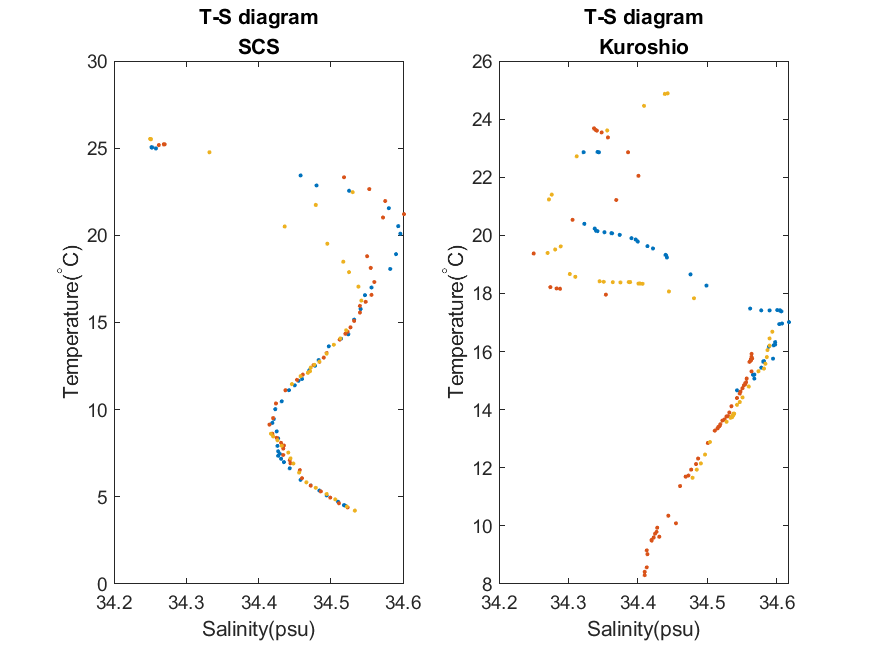 T-S diagram
SCS
30
25
20
15
10
5
0
Temperature(°C)
34.2 34.3 34.4 34.5 34.6
Salinity(psu)
T-S diagram
Kuroshio
26
24
22
20
18
16
14
12
10
8
Temperature(°C)
34.2 34.3 34.4 34.5 34.6
Salinity(psu)